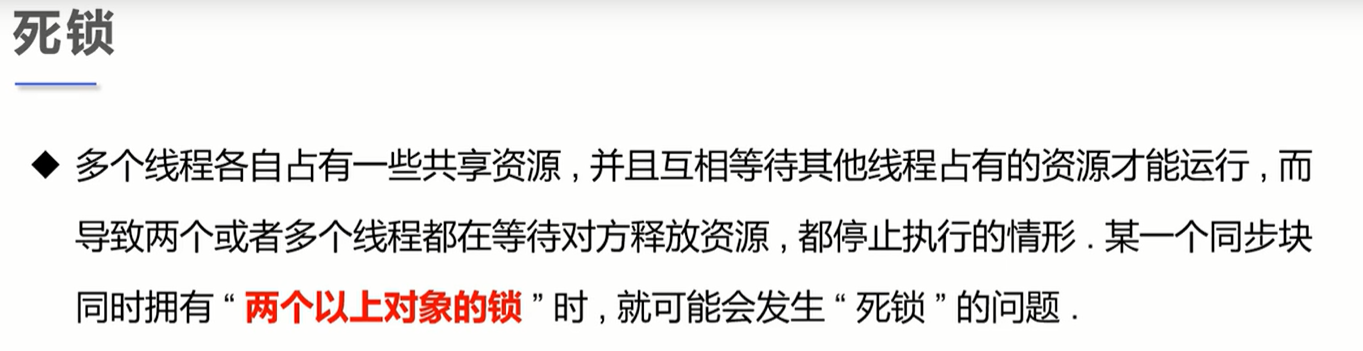 死锁
◆ 多个线程各自占有一些共享资源 , 并且互相等待其他线程占有的资源才能运行 , 而
导致两个或者多个线程都在等待对方释放资源 , 都停止执行的情形 . 某一个同步块
同时拥有 “ 两个以上对象的锁 ” 时 , 就可能会发生 “ 死锁 ” 的问题 .